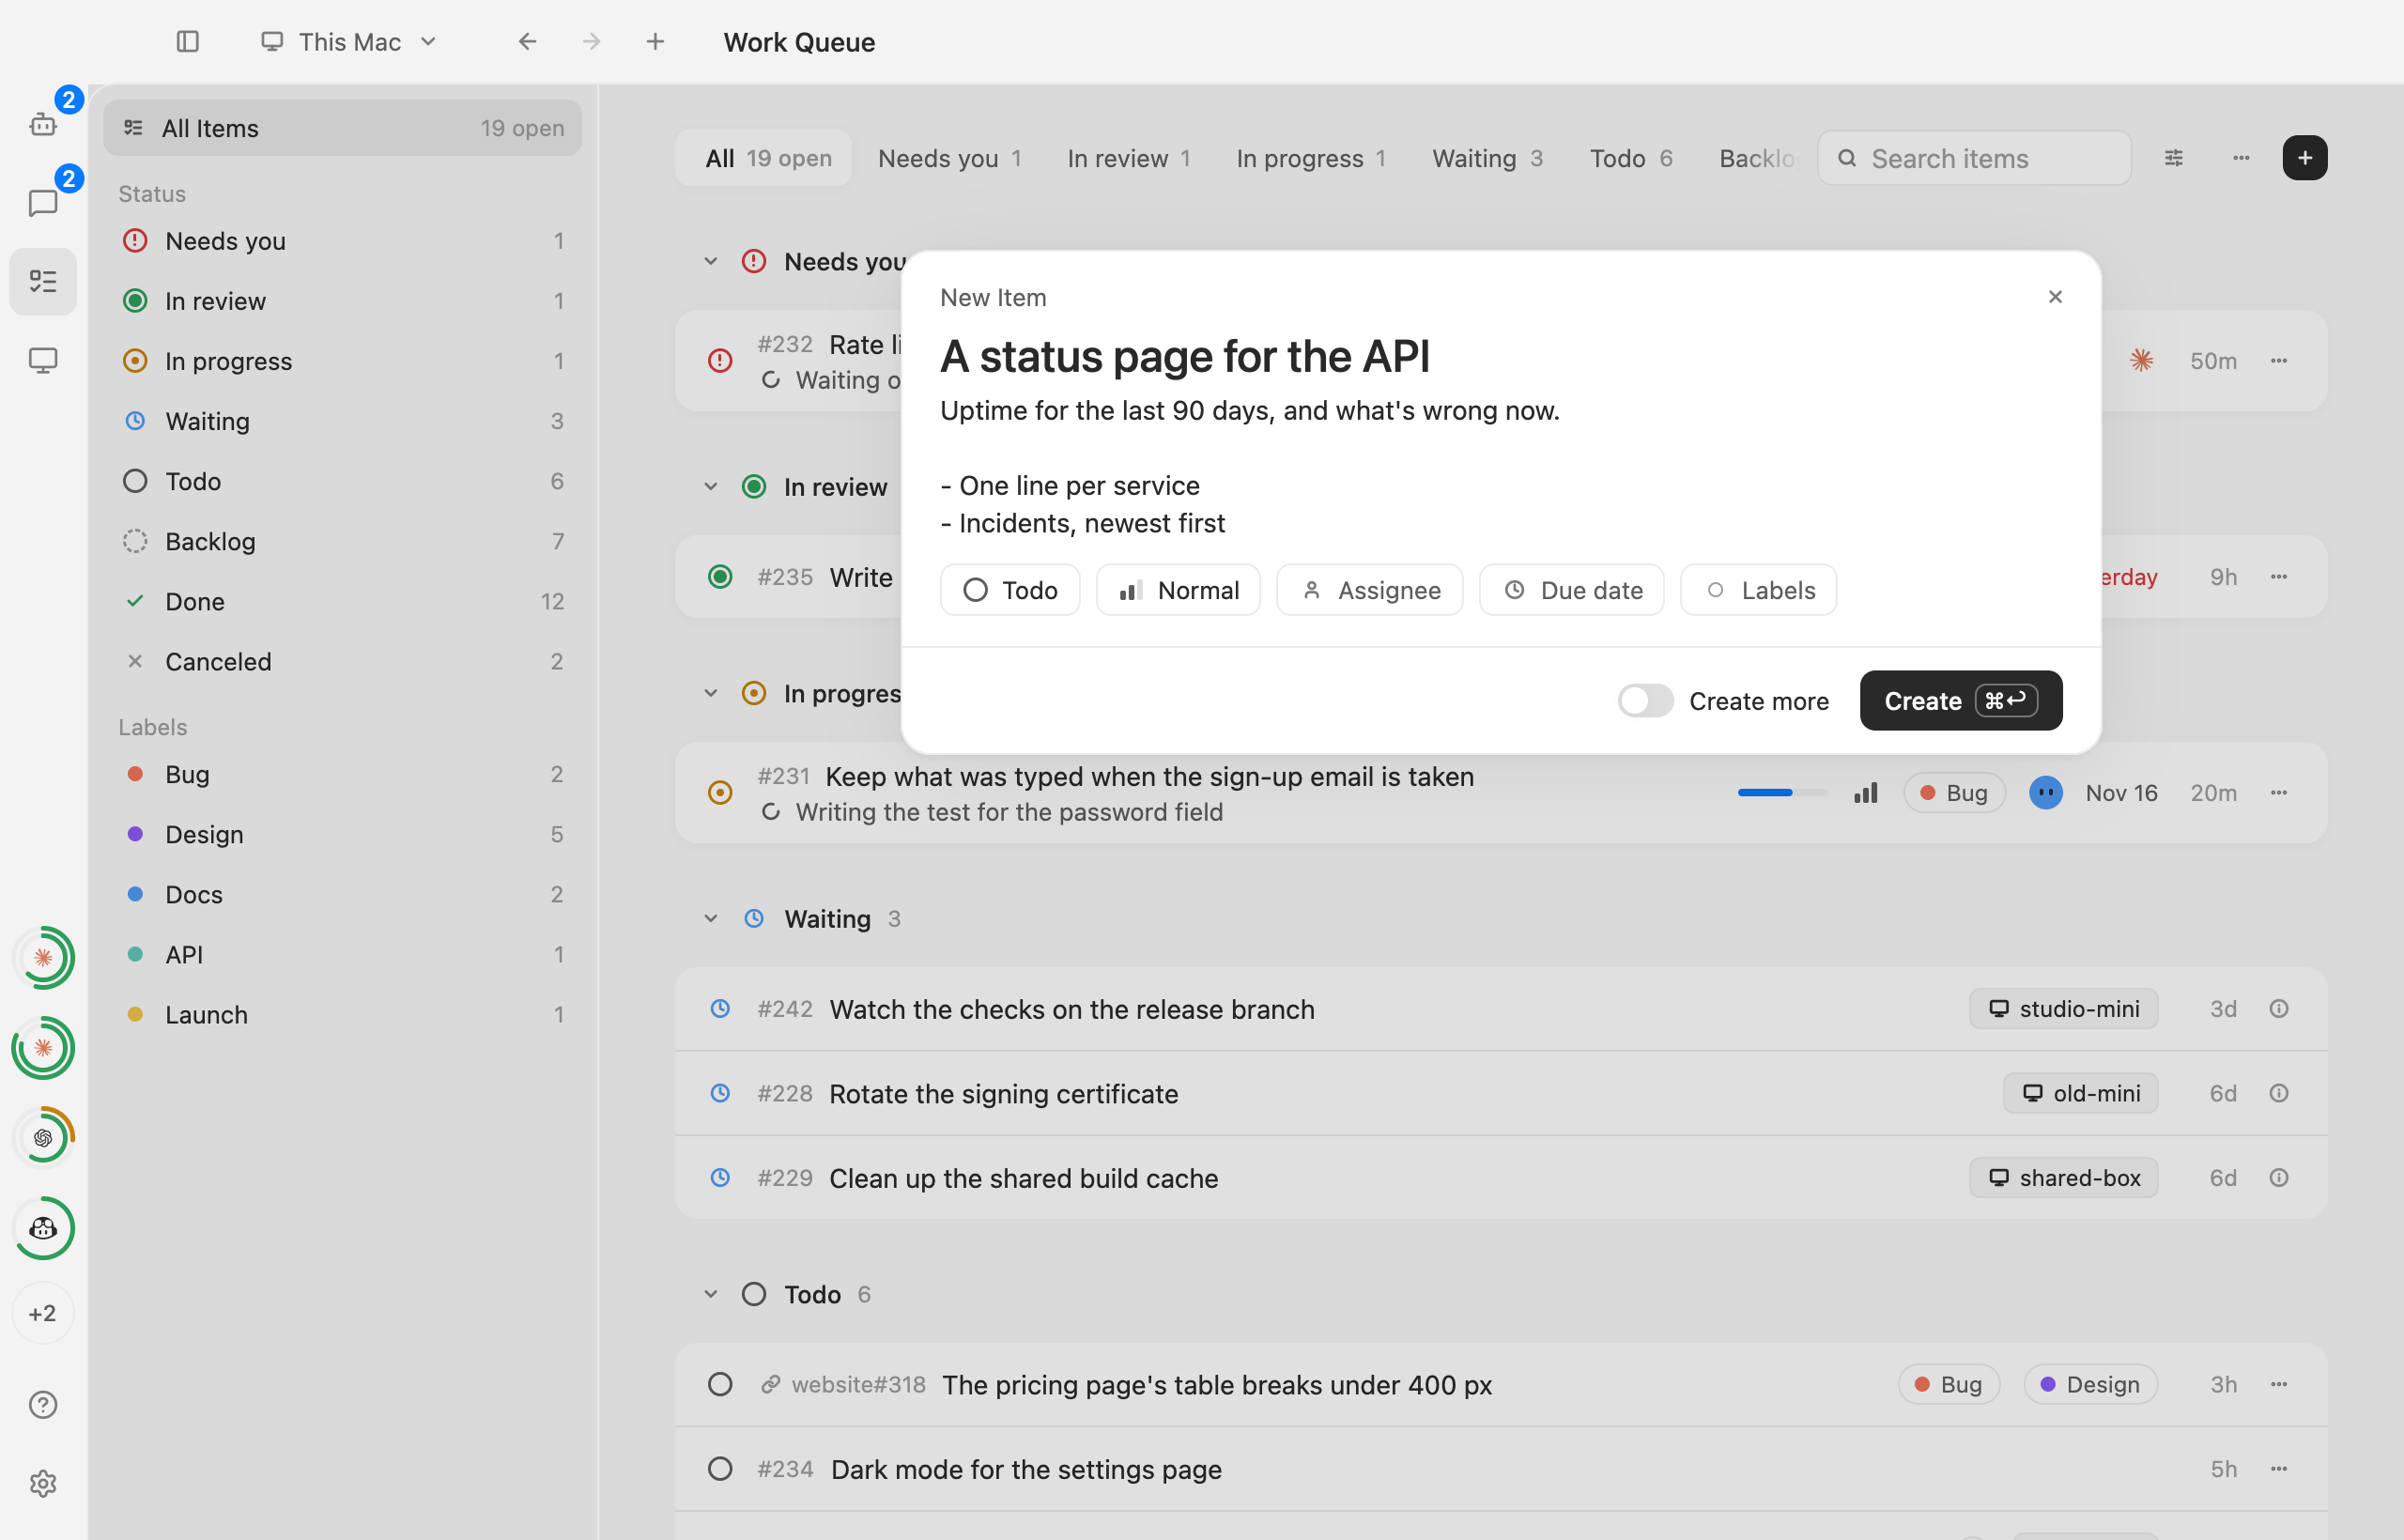 This Mac
Work Queue
2
2
All Items 19 open
Status
Needs you 1
In review 1
In progress 1
Waiting 3
Todo 6
Backlog 7
Done 12
Canceled 2
Labels
Bug 2
Design 5
Docs 2
API 1
Launch 1
+2
All 19 open Needs you 1 In review 1 In progress 1 Waiting 3 Todo 6 Backlo
Search items
Needs you
#232 Rate li
Waiting o
50m
In review
#235 Write
erday 9h
In progres
New Item
A status page for the API
Uptime for the last 90 days, and what's wrong now.
- One line per service
- Incidents, newest first
Todo Normal Assignee Due date Labels
Create more Create ⌘↩
#231 Keep what was typed when the sign-up email is taken
Writing the test for the password field
Bug Nov 16 20m
Waiting 3
#242 Watch the checks on the release branch studio-mini 3d
#228 Rotate the signing certificate old-mini 6d
#229 Clean up the shared build cache shared-box 6d
Todo 6
website#318 The pricing page's table breaks under 400 px Bug Design 3h
#234 Dark mode for the settings page 5h